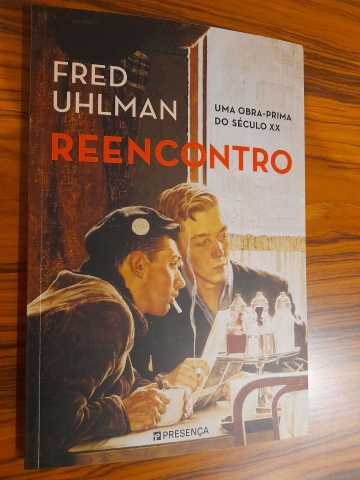 FRED
UHLMAN
UMA OBRA-PRIMA
DO SÉCULO XX
REENCONTRO
PRESENÇA